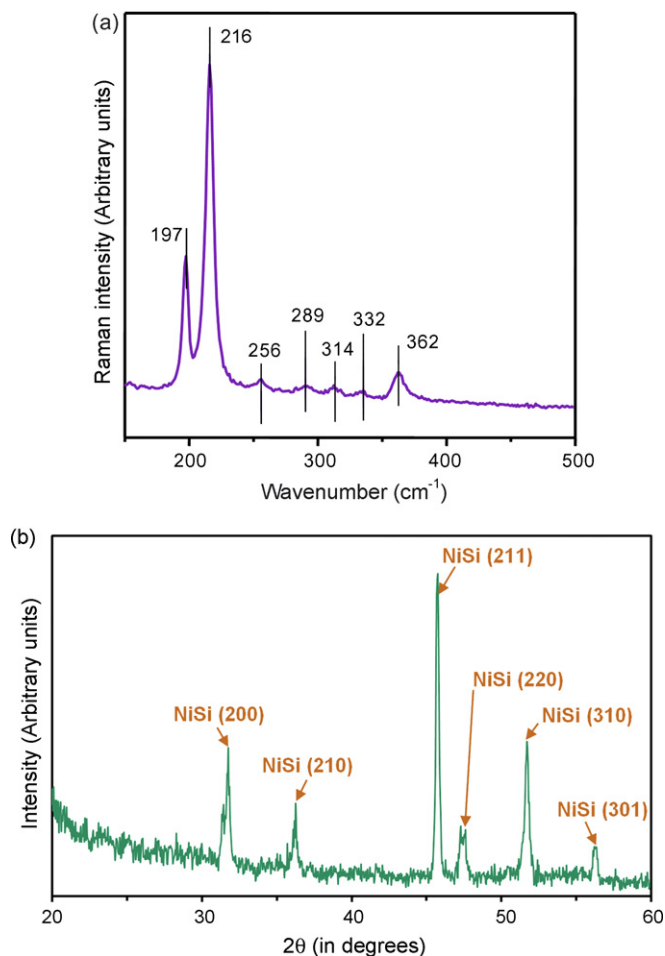 (a)
216
197
256
289
314
332
362
Raman intensity (Arbitrary units)
200
300
400
500
Wavenumber (cm⁻¹)
(b)
NiSi (211)
NiSi (220)
NiSi (200)
NiSi (310)
NiSi (210)
NiSi (301)
Intensity (Arbitrary units)
20
30
40
50
60
2θ (in degrees)